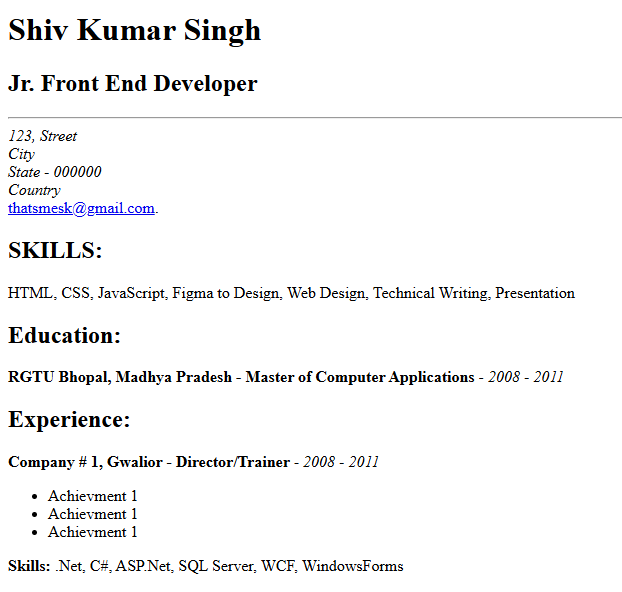 Shiv Kumar Singh
Jr. Front End Developer
123, Street
City
State - 000000
Country
thatsmesk@gmail.com.
SKILLS:
HTML, CSS, JavaScript, Figma to Design, Web Design, Technical Writing, Presentation
Education:
RGTU Bhopal, Madhya Pradesh - Master of Computer Applications - 2008 - 2011
Experience:
Company # 1, Gwalior - Director/Trainer - 2008 - 2011
• Achievment 1
• Achievment 1
• Achievment 1
Skills: .Net, C#, ASP.Net, SQL Server, WCF, WindowsForms